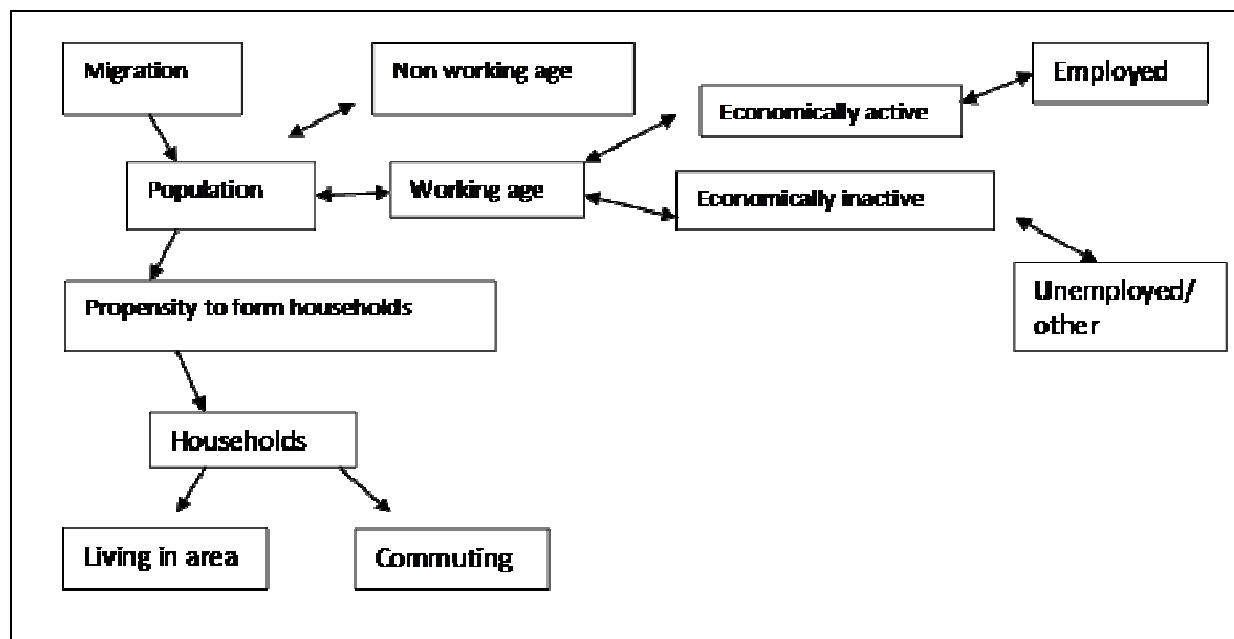 Migration
Non working age
Employed
Economically active
Population
Working age
Economically inactive
Propensity to form households
Unemployed/
other
Households
Living in area
Commuting